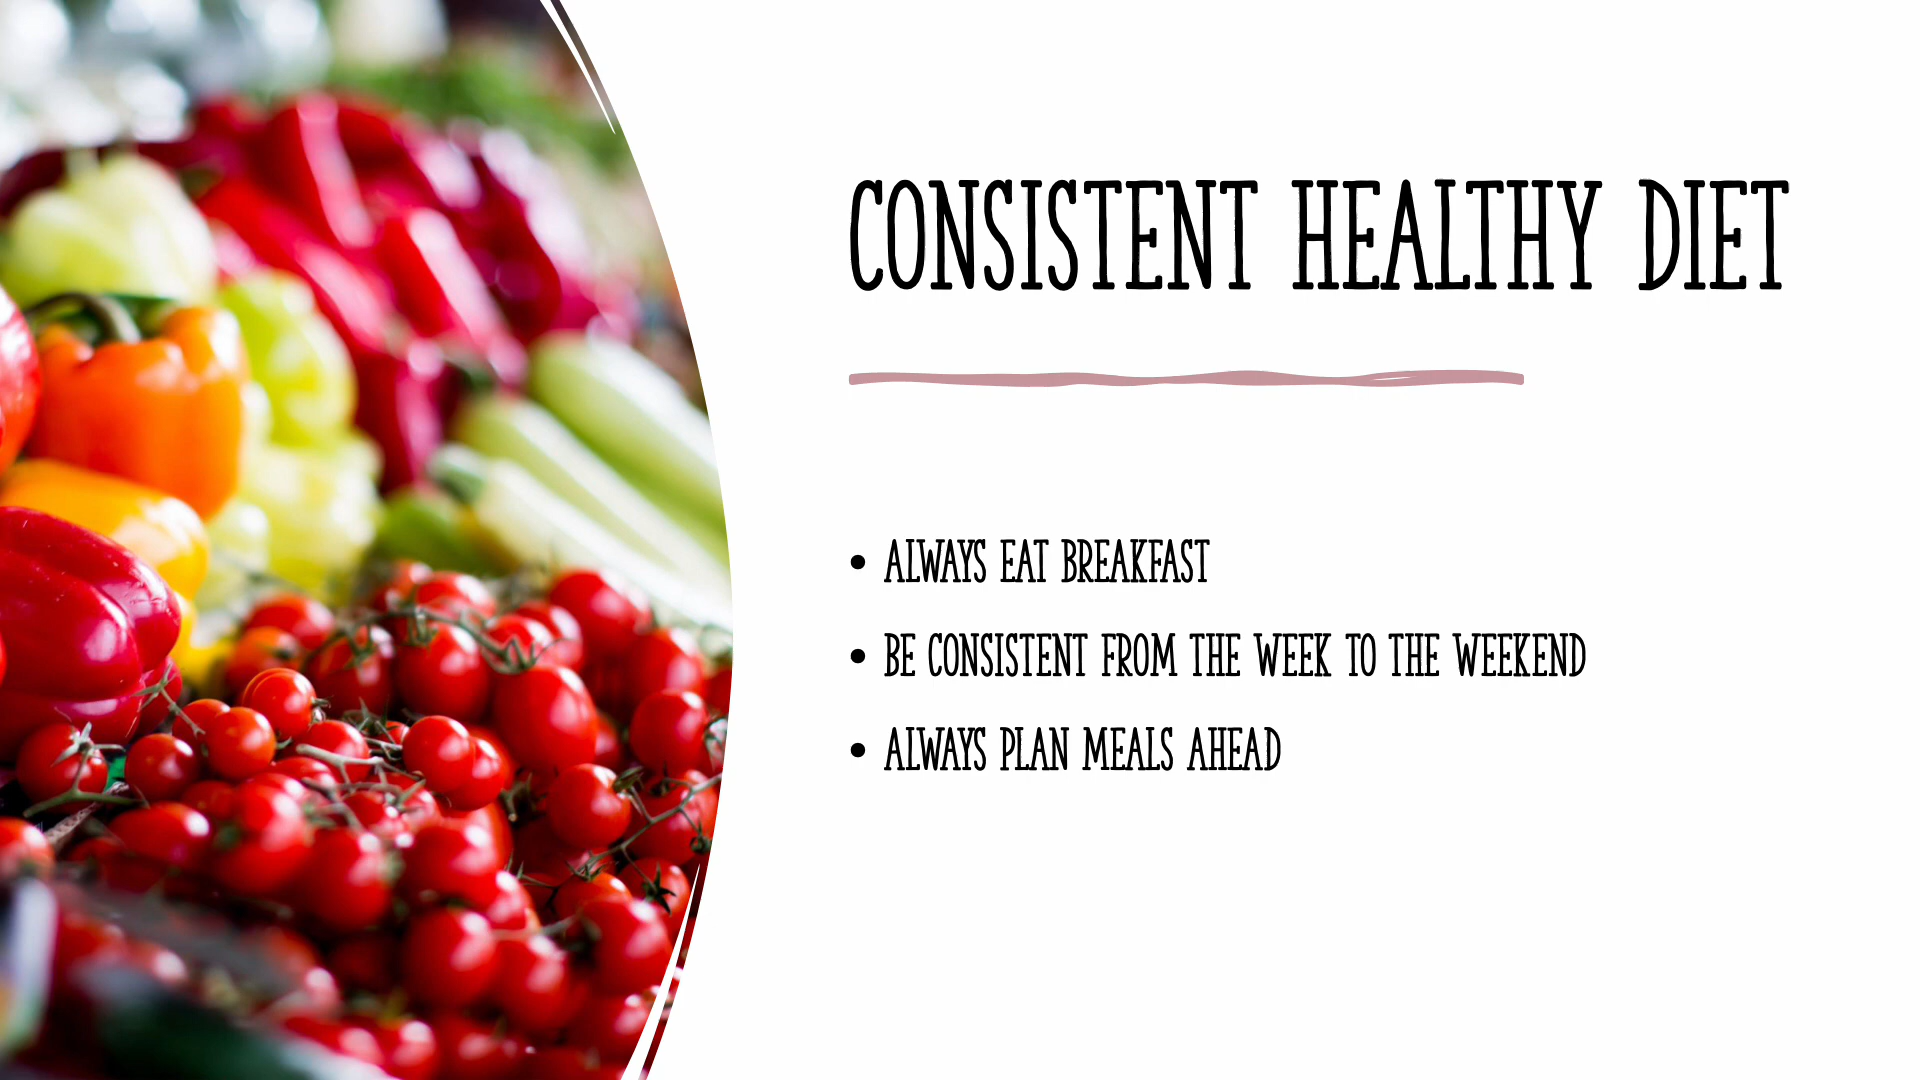 CONSISTENT HEALTHY DIET
• ALWAYS EAT BREAKFAST
• BE CONSISTENT FROM THE WEEK TO THE WEEKEND
• ALWAYS PLAN MEALS AHEAD